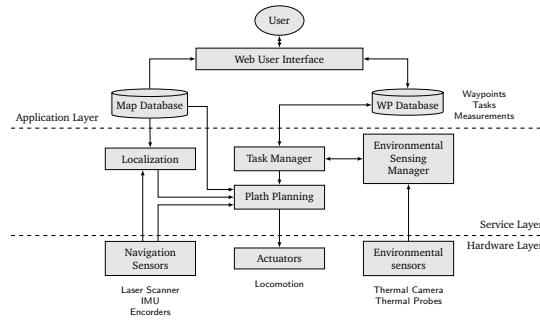 User
Web User Interface
Map Database
WP Database
Waypoints
Tasks
Measurements
Application Layer
Localization
Task Manager
Environmental
Sensing
Manager
Plath Planning
Service Layer
Hardware Layer
Navigation
Sensors
Actuators
Environmental
sensors
Laser Scanner
IMU
Encorders
Locomotion
Thermal Camera
Thermal Probes